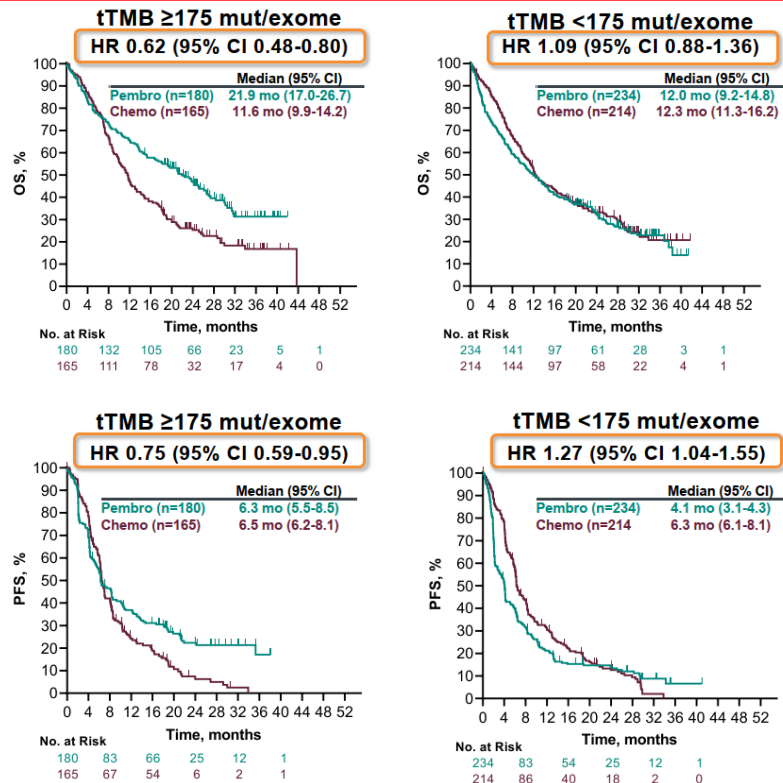 tTMB ≥175 mut/exome
HR 0.62 (95% CI 0.48-0.80)
Median (95% CI)
Pembro (n=180) 21.9 mo (17.0-26.7)
Chemo (n=165) 11.6 mo (9.9-14.2)
OS, %
100
90
80
70
60
50
40
30
20
10
0
0 4 8 12 16 20 24 28 32 36 40 44 48 52
Time, months
No. at Risk
180 132 105 66 23 5 1
165 111 78 32 17 4 0
tTMB <175 mut/exome
HR 1.09 (95% CI 0.88-1.36)
Median (95% CI)
Pembro (n=234) 12.0 mo (9.2-14.8)
Chemo (n=214) 12.3 mo (11.3-16.2)
OS, %
100
90
80
70
60
50
40
30
20
10
0
0 4 8 12 16 20 24 28 32 36 40 44 48 52
Time, months
No. at Risk
234 141 97 61 28 3 1
214 144 97 58 22 4 1
tTMB ≥175 mut/exome
HR 0.75 (95% CI 0.59-0.95)
Median (95% CI)
Pembro (n=180) 6.3 mo (5.5-8.5)
Chemo (n=165) 6.5 mo (6.2-8.1)
PFS, %
100
90
80
70
60
50
40
30
20
10
0
0 4 8 12 16 20 24 28 32 36 40 44 48 52
Time, months
No. at Risk
180 83 66 25 12 1
165 67 54 6 2 1
tTMB <175 mut/exome
HR 1.27 (95% CI 1.04-1.55)
Median (95% CI)
Pembro (n=234) 4.1 mo (3.1-4.3)
Chemo (n=214 6.3 mo (6.1-8.1)
PFS, %
100
90
80
70
60
50
40
30
20
10
0
0 4 8 12 16 20 24 28 32 36 40 44 48 52
Time, months
No. at Risk
234 83 54 25 12 1
214 86 40 18 2 0